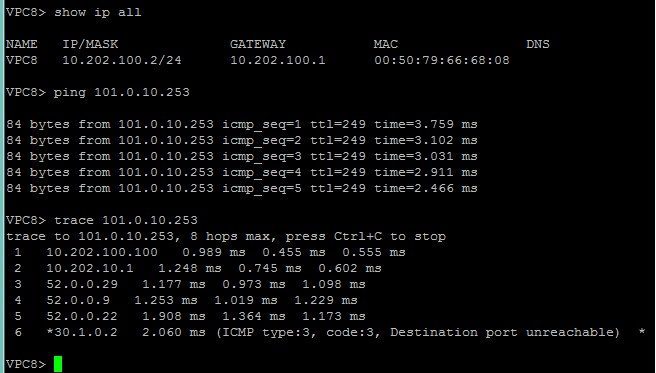 VPC8> show ip all
NAME IP/MASK GATEWAY MAC DNS
VPC8 10.202.100.2/24 10.202.100.1 00:50:79:66:68:08
VPC8> ping 101.0.10.253
84 bytes from 101.0.10.253 icmp_seq=1 ttl=249 time=3.759 ms
84 bytes from 101.0.10.253 icmp_seq=2 ttl=249 time=3.102 ms
84 bytes from 101.0.10.253 icmp_seq=3 ttl=249 time=3.031 ms
84 bytes from 101.0.10.253 icmp_seq=4 ttl=249 time=2.911 ms
84 bytes from 101.0.10.253 icmp_seq=5 ttl=249 time=2.466 ms
VPC8> trace 101.0.10.253
trace to 101.0.10.253, 8 hops max, press Ctrl+C to stop
1 10.202.100.100 0.989 ms 0.455 ms 0.555 ms
2 10.202.10.1 1.248 ms 0.745 ms 0.602 ms
3 52.0.0.29 1.177 ms 0.973 ms 1.098 ms
4 52.0.0.9 1.253 ms 1.019 ms 1.229 ms
5 52.0.0.22 1.908 ms 1.364 ms 1.173 ms
6 *30.1.0.2 2.060 ms (ICMP type:3, code:3, Destination port unreachable) *
VPC8>